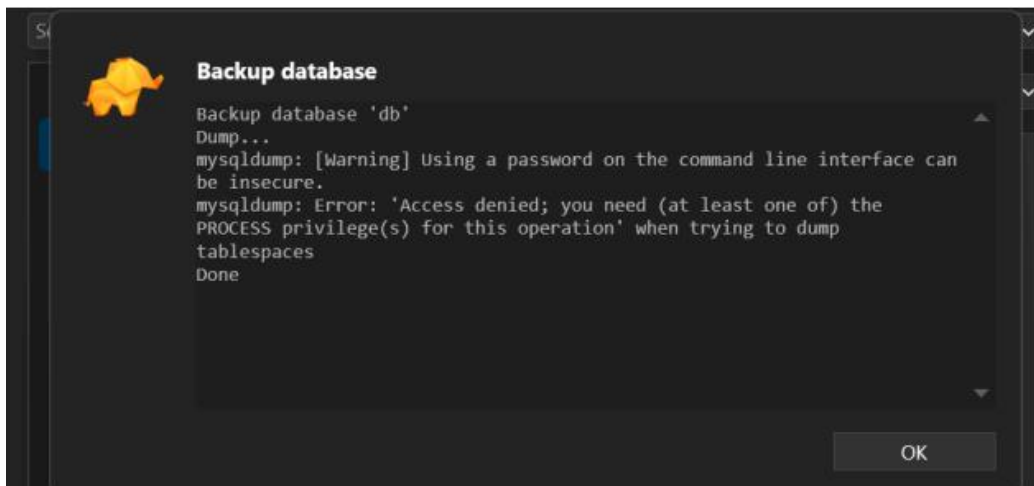 Se
Backup database
Backup database 'db'
Dump...
mysqldump: [Warning] Using a password on the command line interface can
be insecure.
mysqldump: Error: 'Access denied; you need (at least one of) the
PROCESS privilege(s) for this operation' when trying to dump
tablespaces
Done
OK